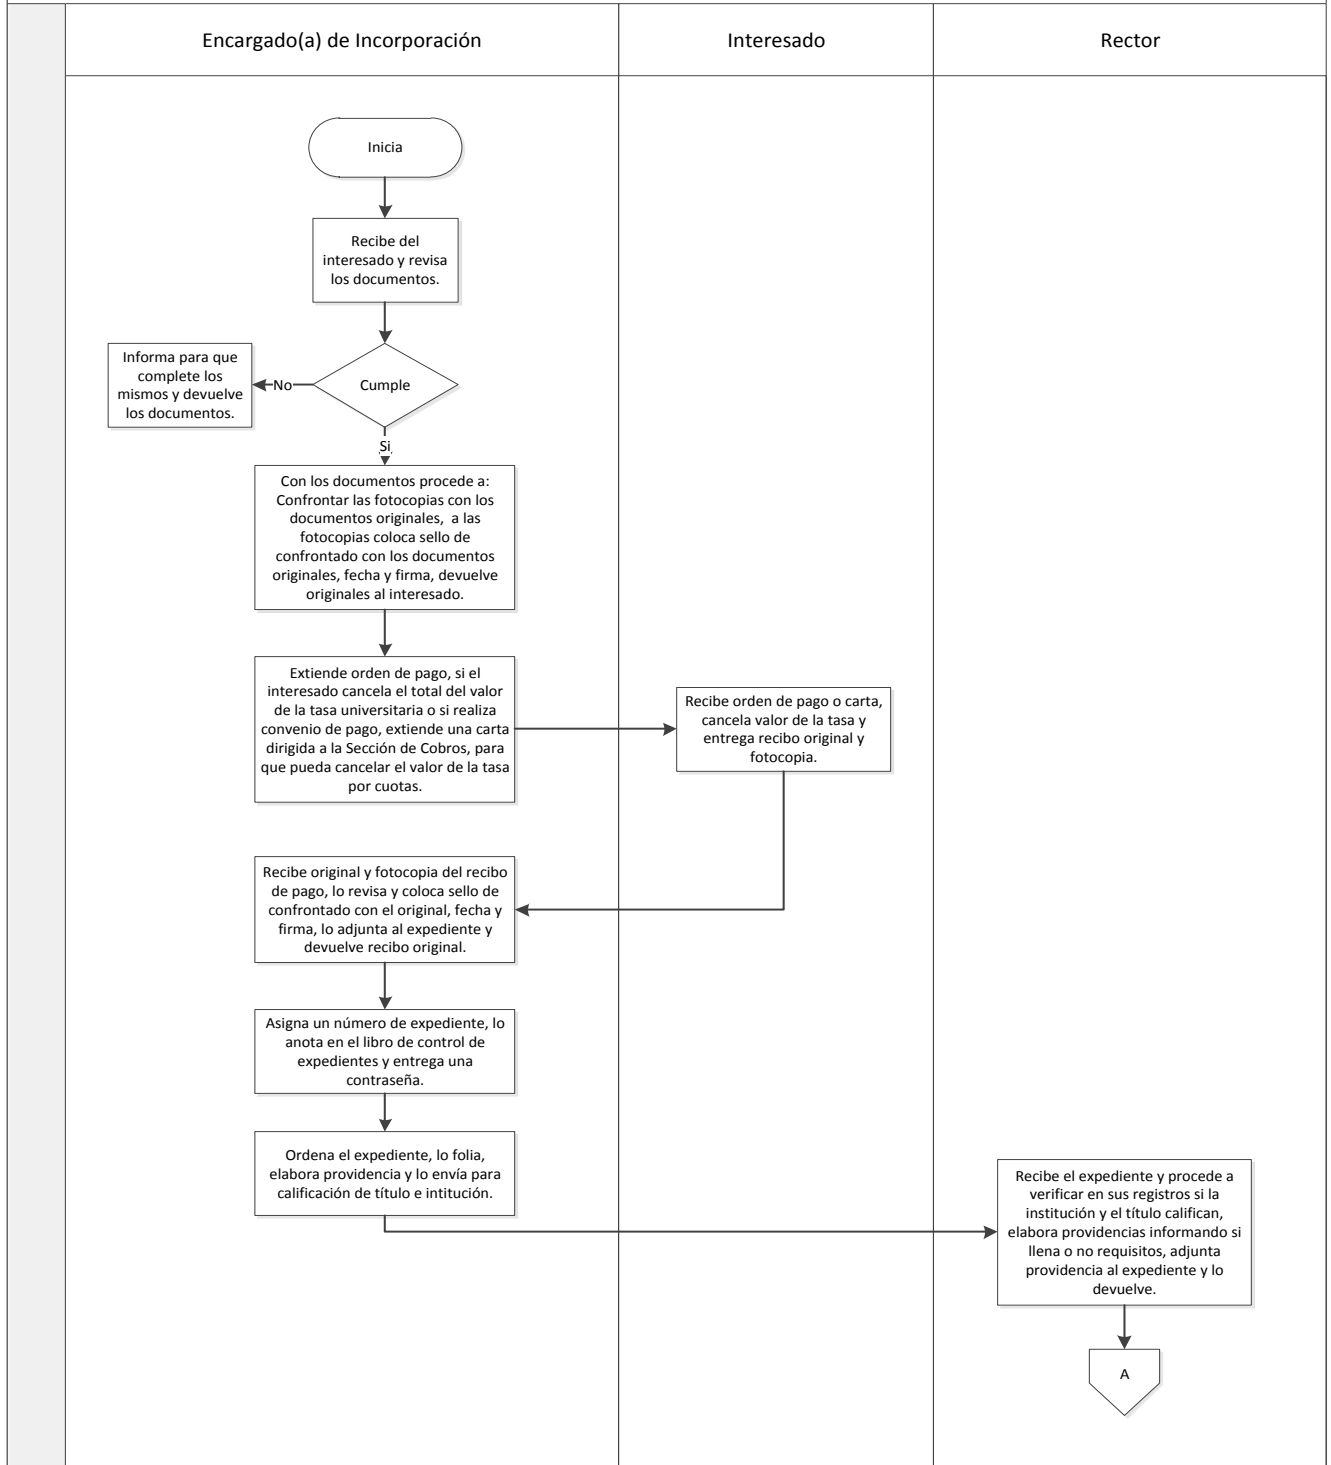 Encargado(a) de Incorporación
Interesado
Rector
Inicia
Recibe del
interesado y revisa
los documentos.
Cumple
No
Informa para que
complete los
mismos y devuelve
los documentos.
Si
Con los documentos procede a:
Confrontar las fotocopias con los
documentos originales, a las
fotocopias coloca sello de
confrontado con los documentos
originales, fecha y firma, devuelve
originales al interesado.
Extiende orden de pago, si el
interesado cancela el total del valor
de la tasa universitaria o si realiza
convenio de pago, extiende una carta
dirigida a la Sección de Cobros, para
que pueda cancelar el valor de la tasa
por cuotas.
Recibe orden de pago o carta,
cancela valor de la tasa y
entrega recibo original y
fotocopia.
Recibe original y fotocopia del recibo
de pago, lo revisa y coloca sello de
confrontado con el original, fecha y
firma, lo adjunta al expediente y
devuelve recibo original.
Asigna un número de expediente, lo
anota en el libro de control de
expedientes y entrega una
contraseña.
Ordena el expediente, lo folia,
elabora providencia y lo envía para
calificación de título e intitución.
Recibe el expediente y procede a
verificar en sus registros si la
institución y el título califican,
elabora providencias informando si
llena o no requisitos, adjunta
providencia al expediente y lo
devuelve.
A